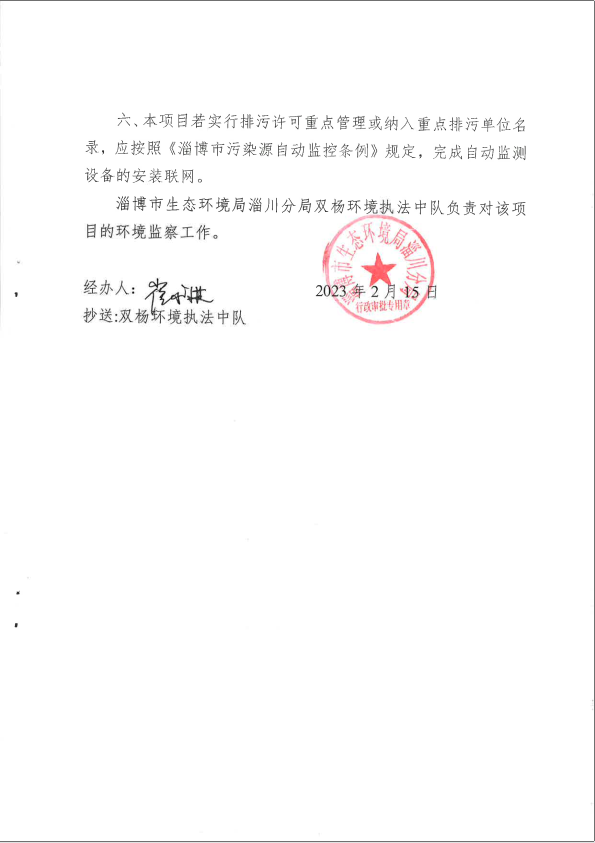 六、本项目若实行排污许可重点管理或纳入重点排污单位名
录，应按照《淄博市污染源自动监控条例》规定，完成自动监测
设备的安装联网。
淄博市生态环境局淄川分局双杨环境执法中队负责对该项
目的环境监察工作。
淄博市生态环境局淄川分局
行政审批专用章
经办人：
2023 年 2 月 15 日
抄送:双杨环境执法中队